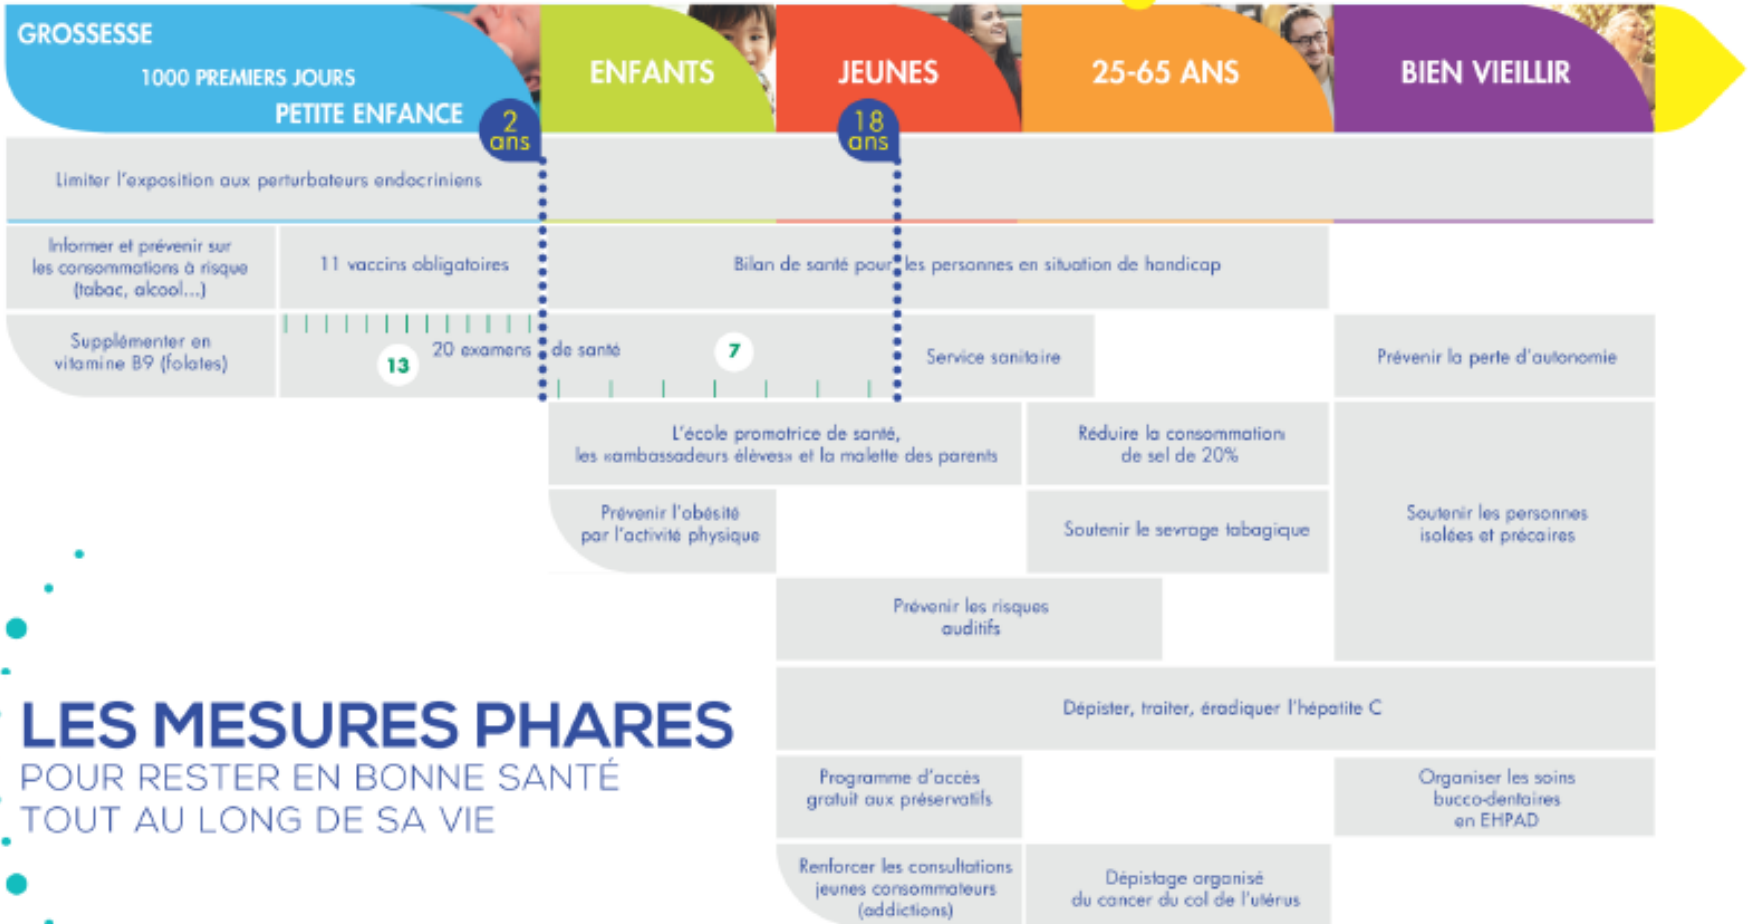 GROSSESSE
1000 PREMIERS JOURS
PETITE ENFANCE
2
ans
ENFANTS
JEUNES
18
ans
25-65 ANS
BIEN VIEILLIR
Limiter l'exposition aux perturbateurs endocriniens
Informer et prévenir sur
les consommations à risque
(tabac, alcool...)
11 vaccins obligatoires
Bilan de santé pour les personnes en situation de handicap
Supplémenter en
vitamine B9 (folates)
13
20 examens de santé
7
Service sanitaire
Prévenir la perte d'autonomie
L'école promotrice de santé,
les «ambassadeurs élèves» et la malette des parents
Réduire la consommation
de sel de 20%
Prévenir l'obésité
par l'activité physique
Soutenir le sevrage tabagique
Soutenir les personnes
isolées et précaires
Prévenir les risques
auditifs
Dépister, traiter, éradiquer l'hépatite C
LES MESURES PHARES
POUR RESTER EN BONNE SANTÉ
TOUT AU LONG DE SA VIE
Programme d'accès
gratuit aux préservatifs
Organiser les soins
bucco-dentaires
en EHPAD
Renforcer les consultations
jeunes consommateurs
(addictions)
Dépistage organisé
du cancer du col de l'utérus